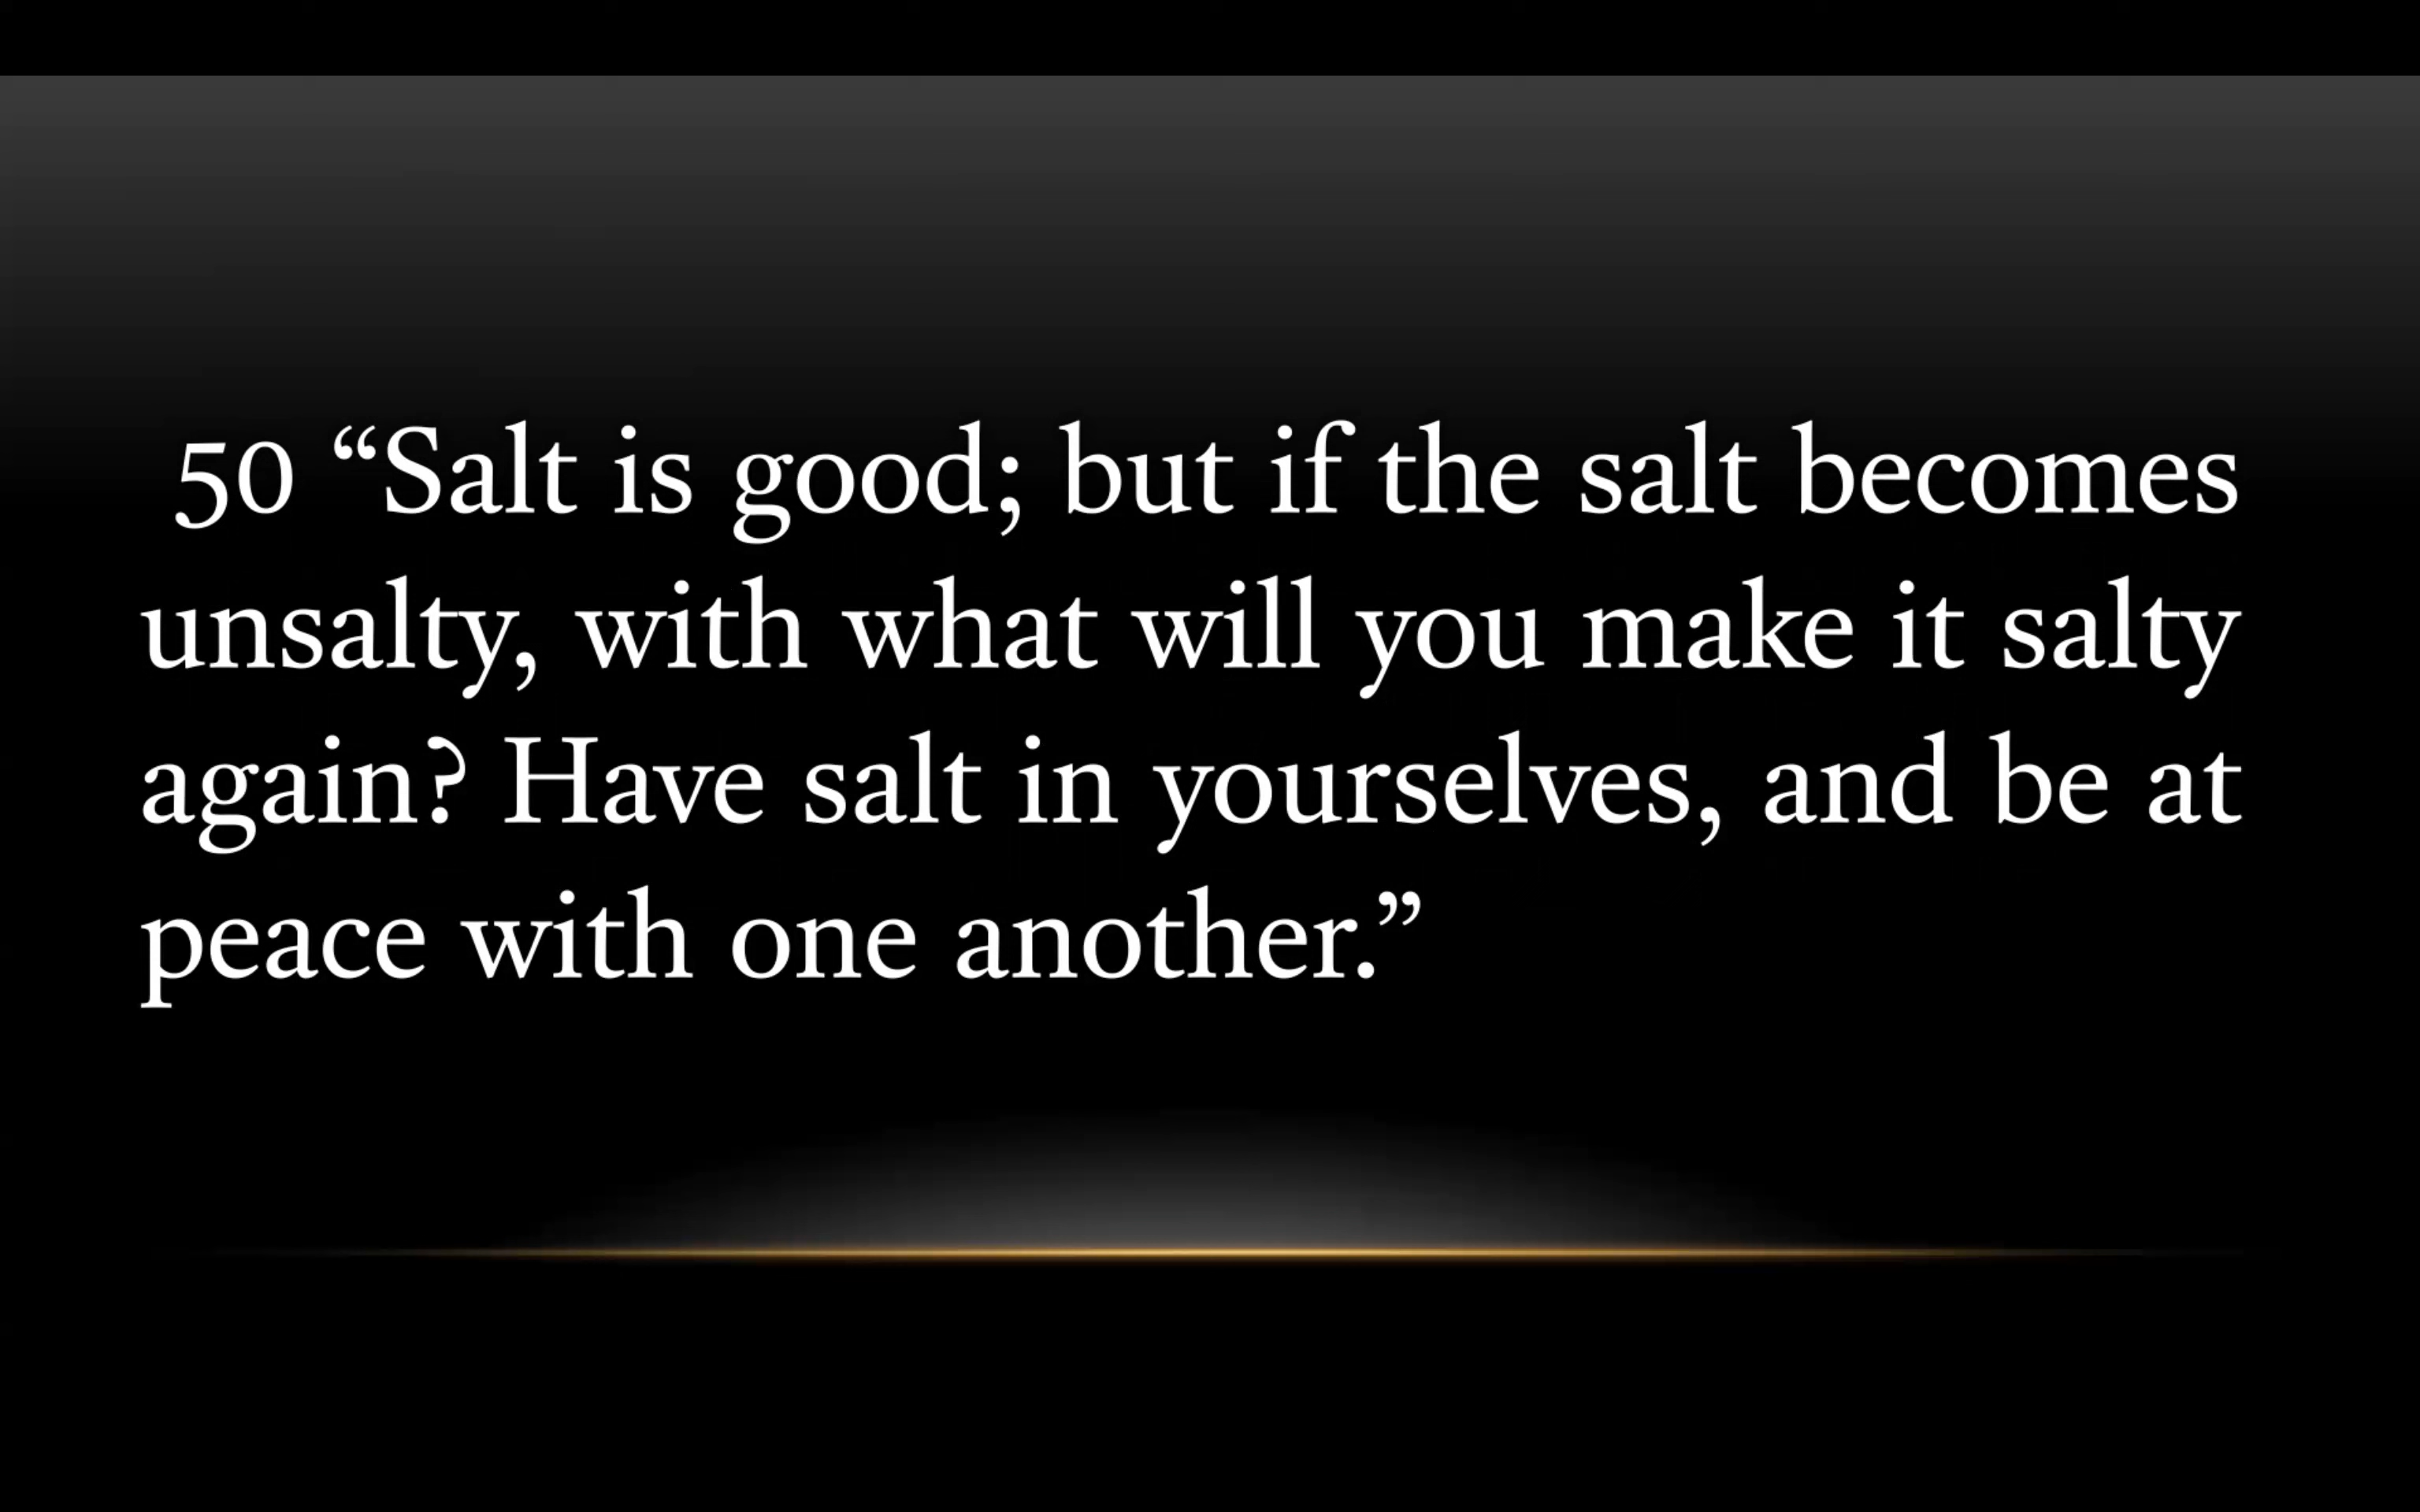 50 “Salt is good; but if the salt becomes
unsalty, with what will you make it salty
again? Have salt in yourselves, and be at
peace with one another.”